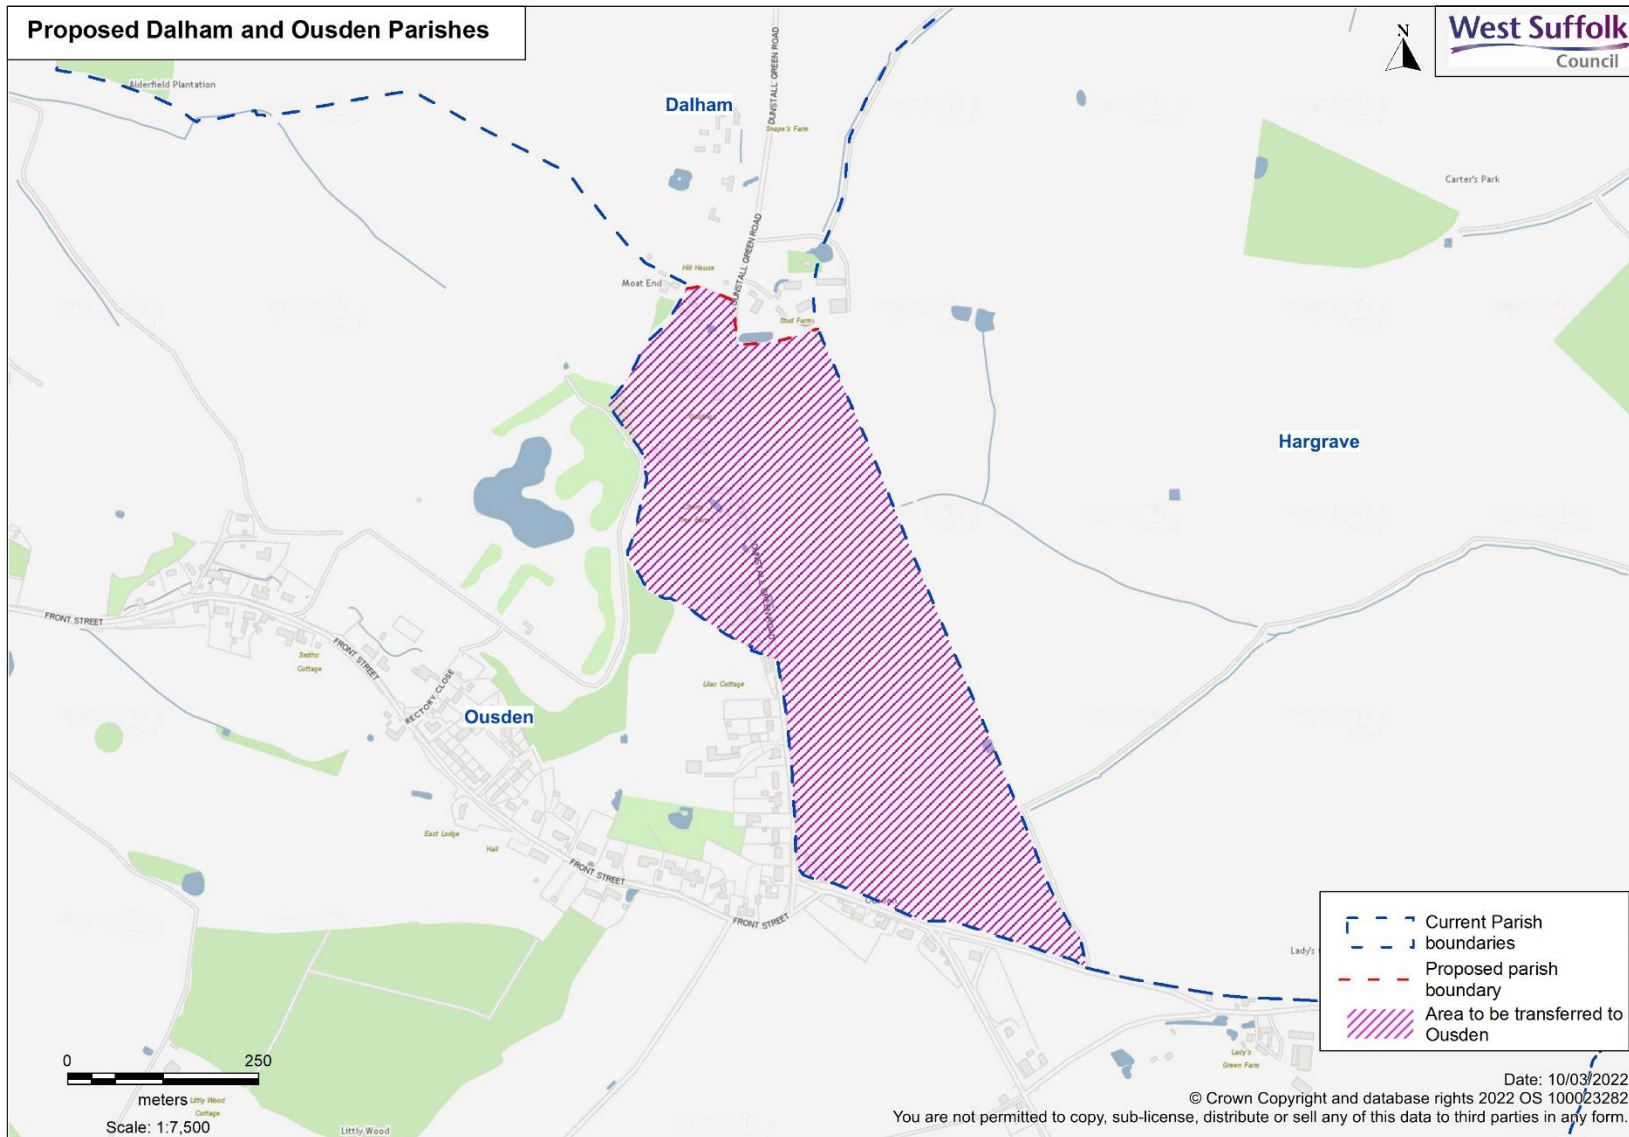 Proposed Dalham and Ousden Parishes
N
West Suffolk
Council
Alderfield Plantation
Dalham
DUNSTALL GREEN ROAD
Snape's Farm
Carter's Park
DUNSTALL GREEN ROAD
Hill House
Moat End
Stud Farm
Hargrave
FRONT STREET
FRONT STREET
Smiths
Cottage
RECTORY CLOSE
Ousden
Lilac Cottage
East Lodge
Hall
FRONT STREET
FRONT STREET
Ousden
Lady's
Current Parish
boundaries
Proposed parish
boundary
Area to be transferred to
Ousden
Lady's
Green Farm
0 250
meters
Scale: 1:7,500
Littly Wood
Cottage
Littly Wood
Date: 10/03/2022
© Crown Copyright and database rights 2022 OS 100023282
You are not permitted to copy, sub-license, distribute or sell any of this data to third parties in any form.